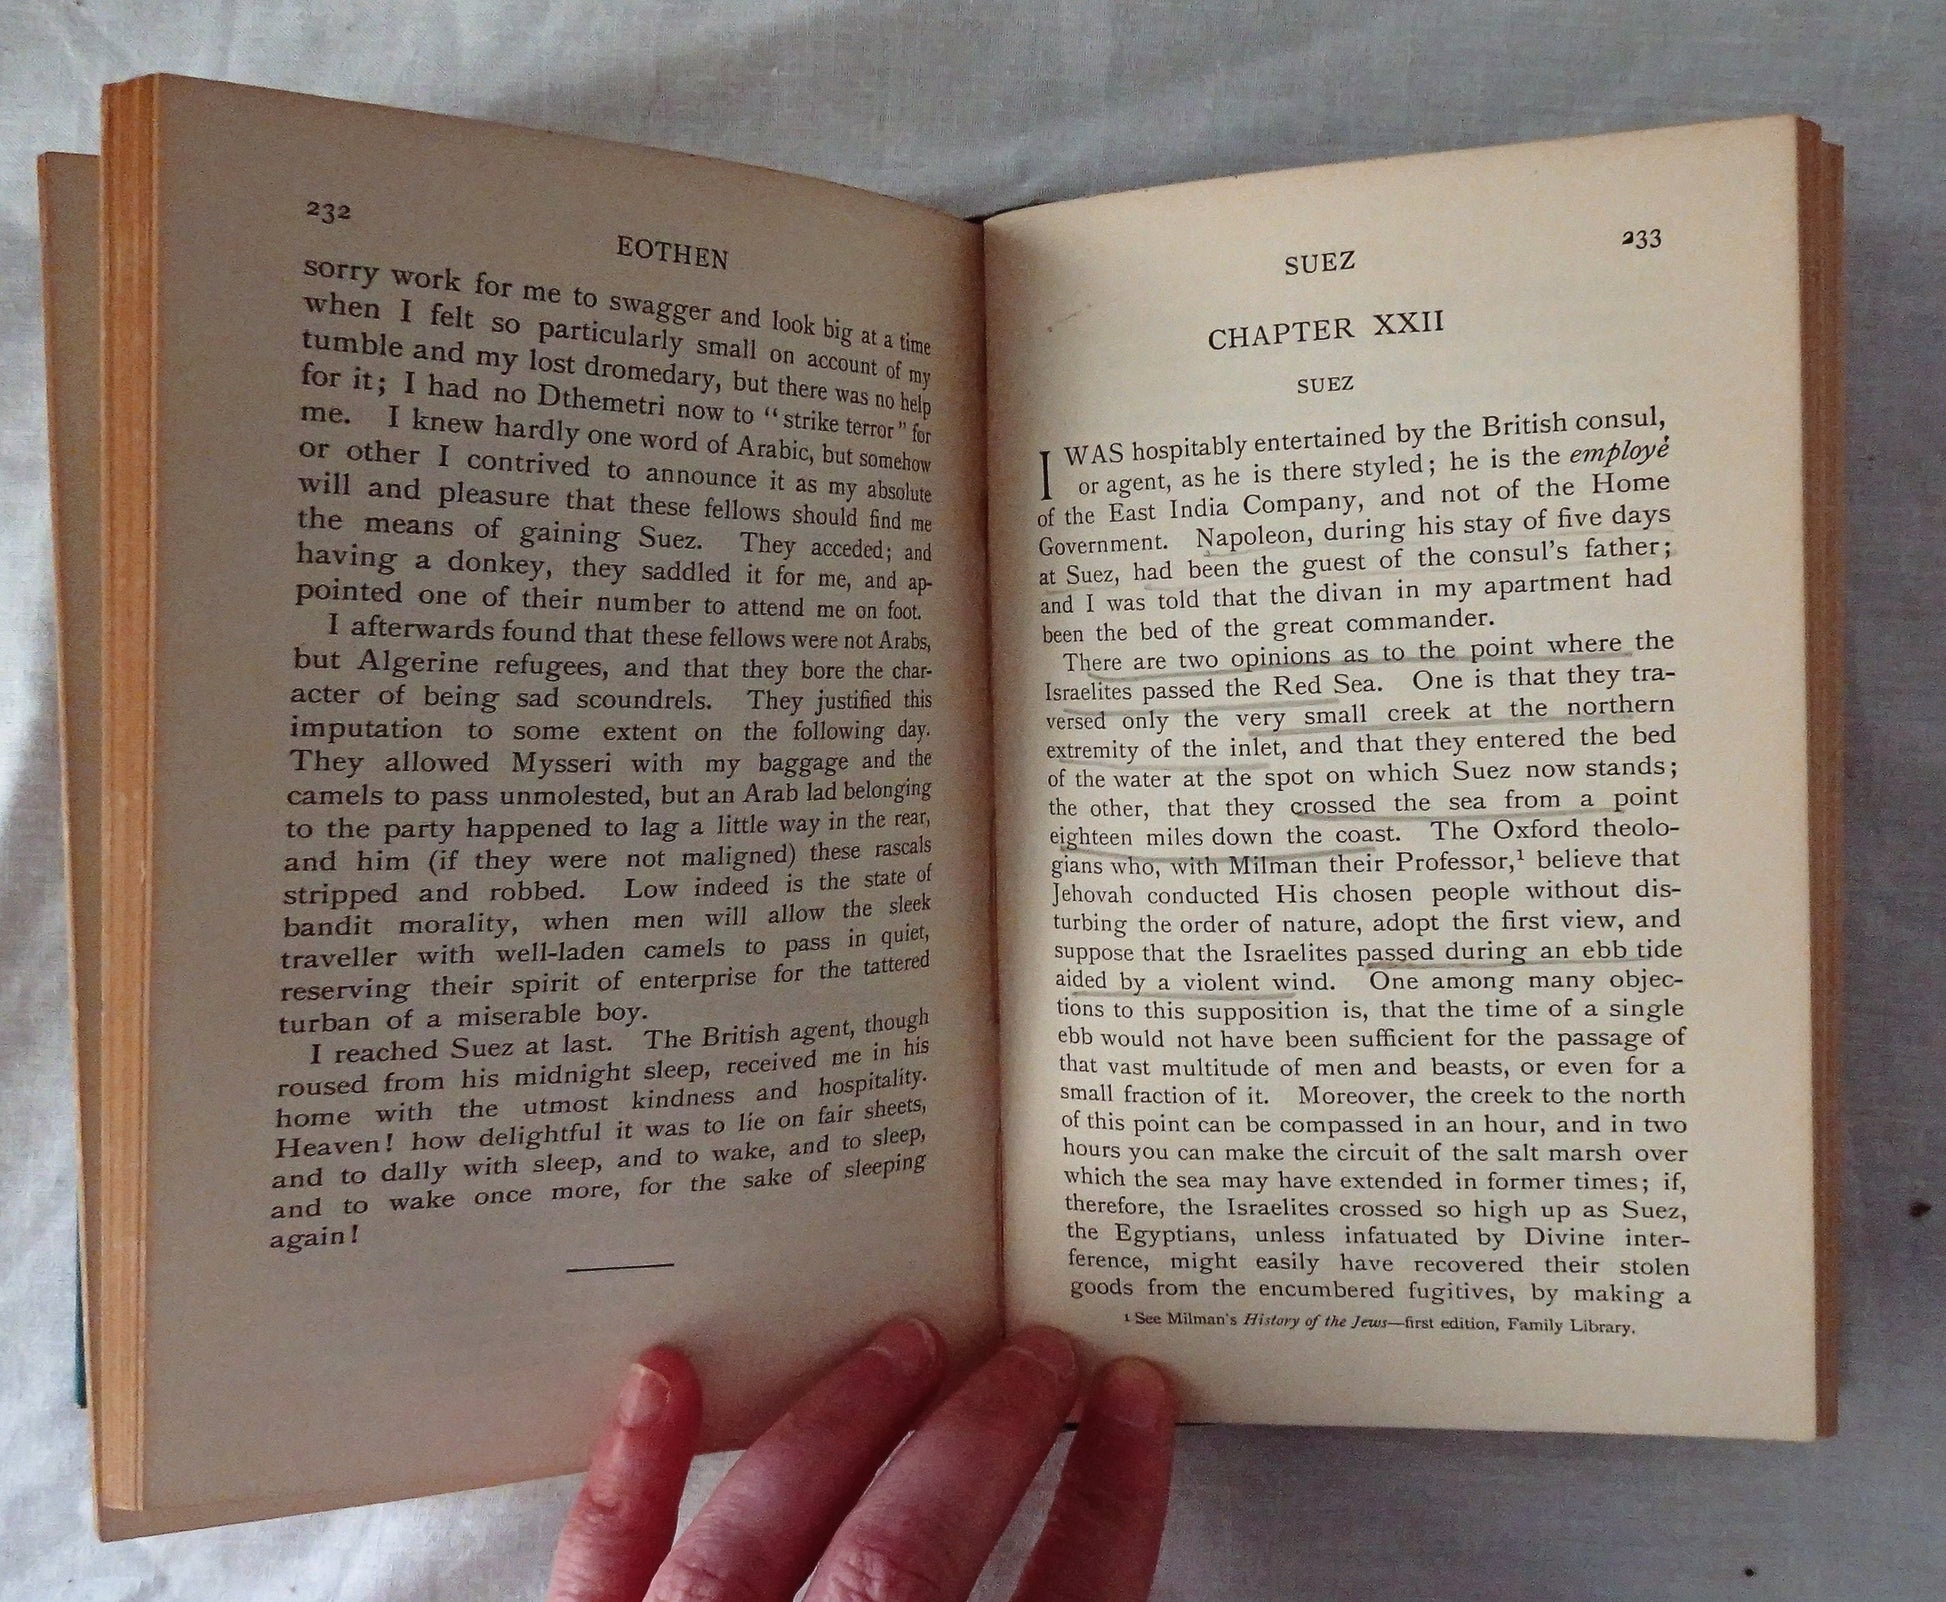 232
EOTHEN
sorry work for me to swagger and look big at a time
when I felt so particularly small on account of my
tumble and my lost dromedary, but there was no help
for it; I had no Dthemetri now to "strike terror" for
me. I knew hardly one word of Arabic, but somehow
or other I contrived to announce it as my absolute
will and pleasure that these fellows should find me
the means of gaining Suez. They acceded; and
having a donkey, they saddled it for me, and ap-
pointed one of their number to attend me on foot.
I afterwards found that these fellows were not Arabs,
but Algerine refugees, and that they bore the char-
acter of being sad scoundrels. They justified this
imputation to some extent on the following day.
They allowed Mysseri with my baggage and the
camels to pass unmolested, but an Arab lad belonging
to the party happened to lag a little way in the rear,
and him (if they were not maligned) these rascals
stripped and robbed. Low indeed is the state of
bandit morality, when men will allow the sleek
traveller with well-laden camels to pass in quiet,
reserving their spirit of enterprise for the tattered
turban of a miserable boy.
I reached Suez at last. The British agent, though
roused from his midnight sleep, received me in his
home with the utmost kindness and hospitality.
Heaven! how delightful it was to lie on fair sheets,
and to dally with sleep, and to wake, and to sleep,
and to wake once more, for the sake of sleeping
again!
SUEZ
233
CHAPTER XXII
SUEZ
I WAS hospitably entertained by the British consul,
or agent, as he is there styled; he is the employé
of the East India Company, and not of the Home
Government. Napoleon, during his stay of five days
at Suez, had been the guest of the consul's father;
and I was told that the divan in my apartment had
been the bed of the great commander.
There are two opinions as to the point where the
Israelites passed the Red Sea. One is that they tra-
versed only the very small creek at the northern
extremity of the inlet, and that they entered the bed
of the water at the spot on which Suez now stands;
the other, that they crossed the sea from a point
eighteen miles down the coast. The Oxford theolo-
gians who, with Milman their Professor,¹ believe that
Jehovah conducted His chosen people without dis-
turbing the order of nature, adopt the first view, and
suppose that the Israelites passed during an ebb tide
aided by a violent wind. One among many objec-
tions to this supposition is, that the time of a single
ebb would not have been sufficient for the passage of
that vast multitude of men and beasts, or even for a
small fraction of it. Moreover, the creek to the north
of this point can be compassed in an hour, and in two
hours you can make the circuit of the salt marsh over
which the sea may have extended in former times; if,
therefore, the Israelites crossed so high up as Suez,
the Egyptians, unless infatuated by Divine inter-
ference, might easily have recovered their stolen
goods from the encumbered fugitives, by making a
¹ See Milman's History of the Jews—first edition, Family Library.